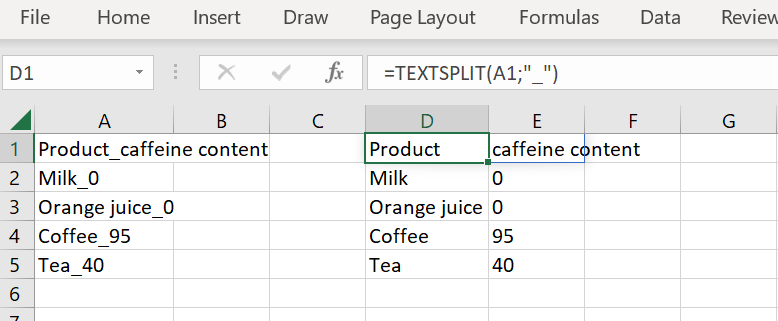 File Home Insert Draw Page Layout Formulas Data Review
D1 fx =TEXTSPLIT(A1;"_")
A B C D E F G
1 Product_caffeine content Product caffeine content
2 Milk_0 Milk 0
3 Orange juice_0 Orange juice 0
4 Coffee_95 Coffee 95
5 Tea_40 Tea 40
6
7